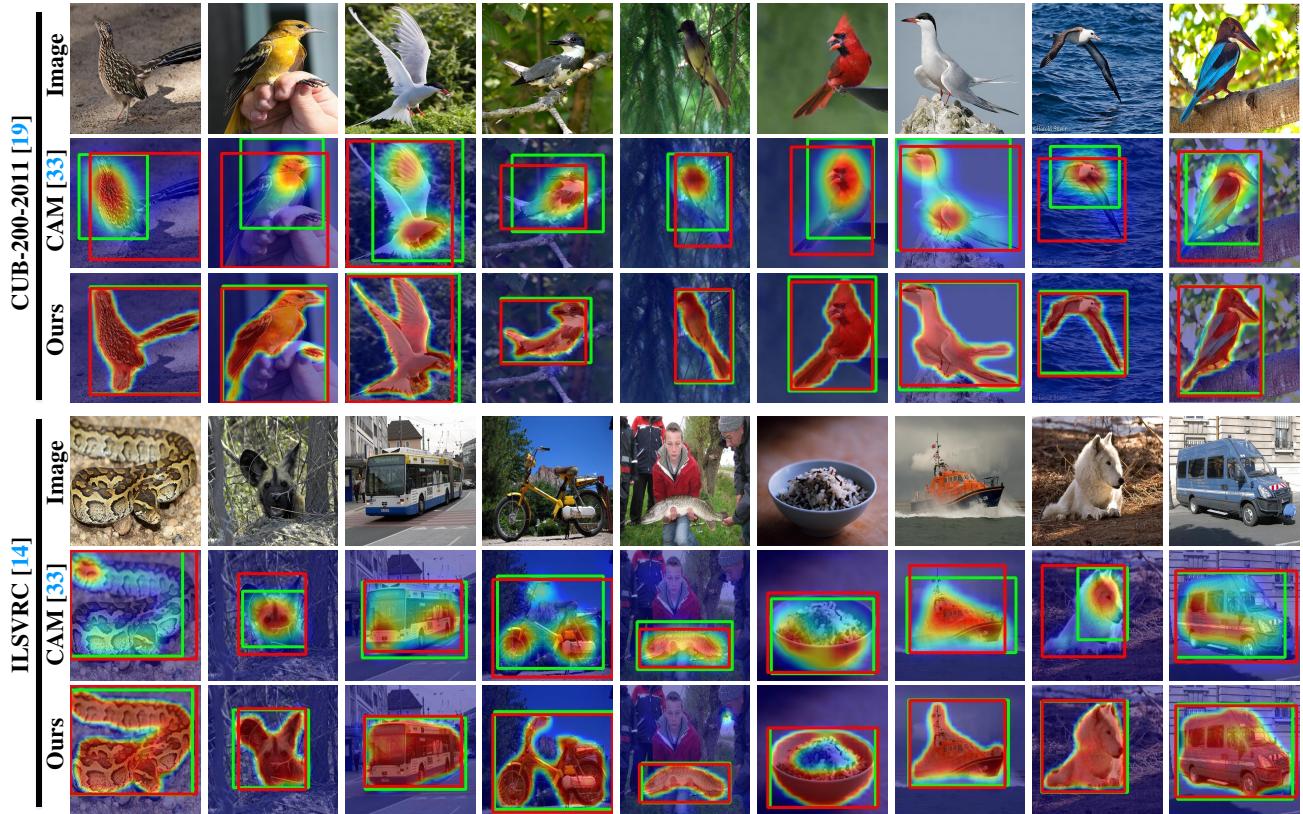 CUB-200-2011 [19]
Image
CAM [33]
Ours
ILSVRC [14]
Image
CAM [33]
Ours